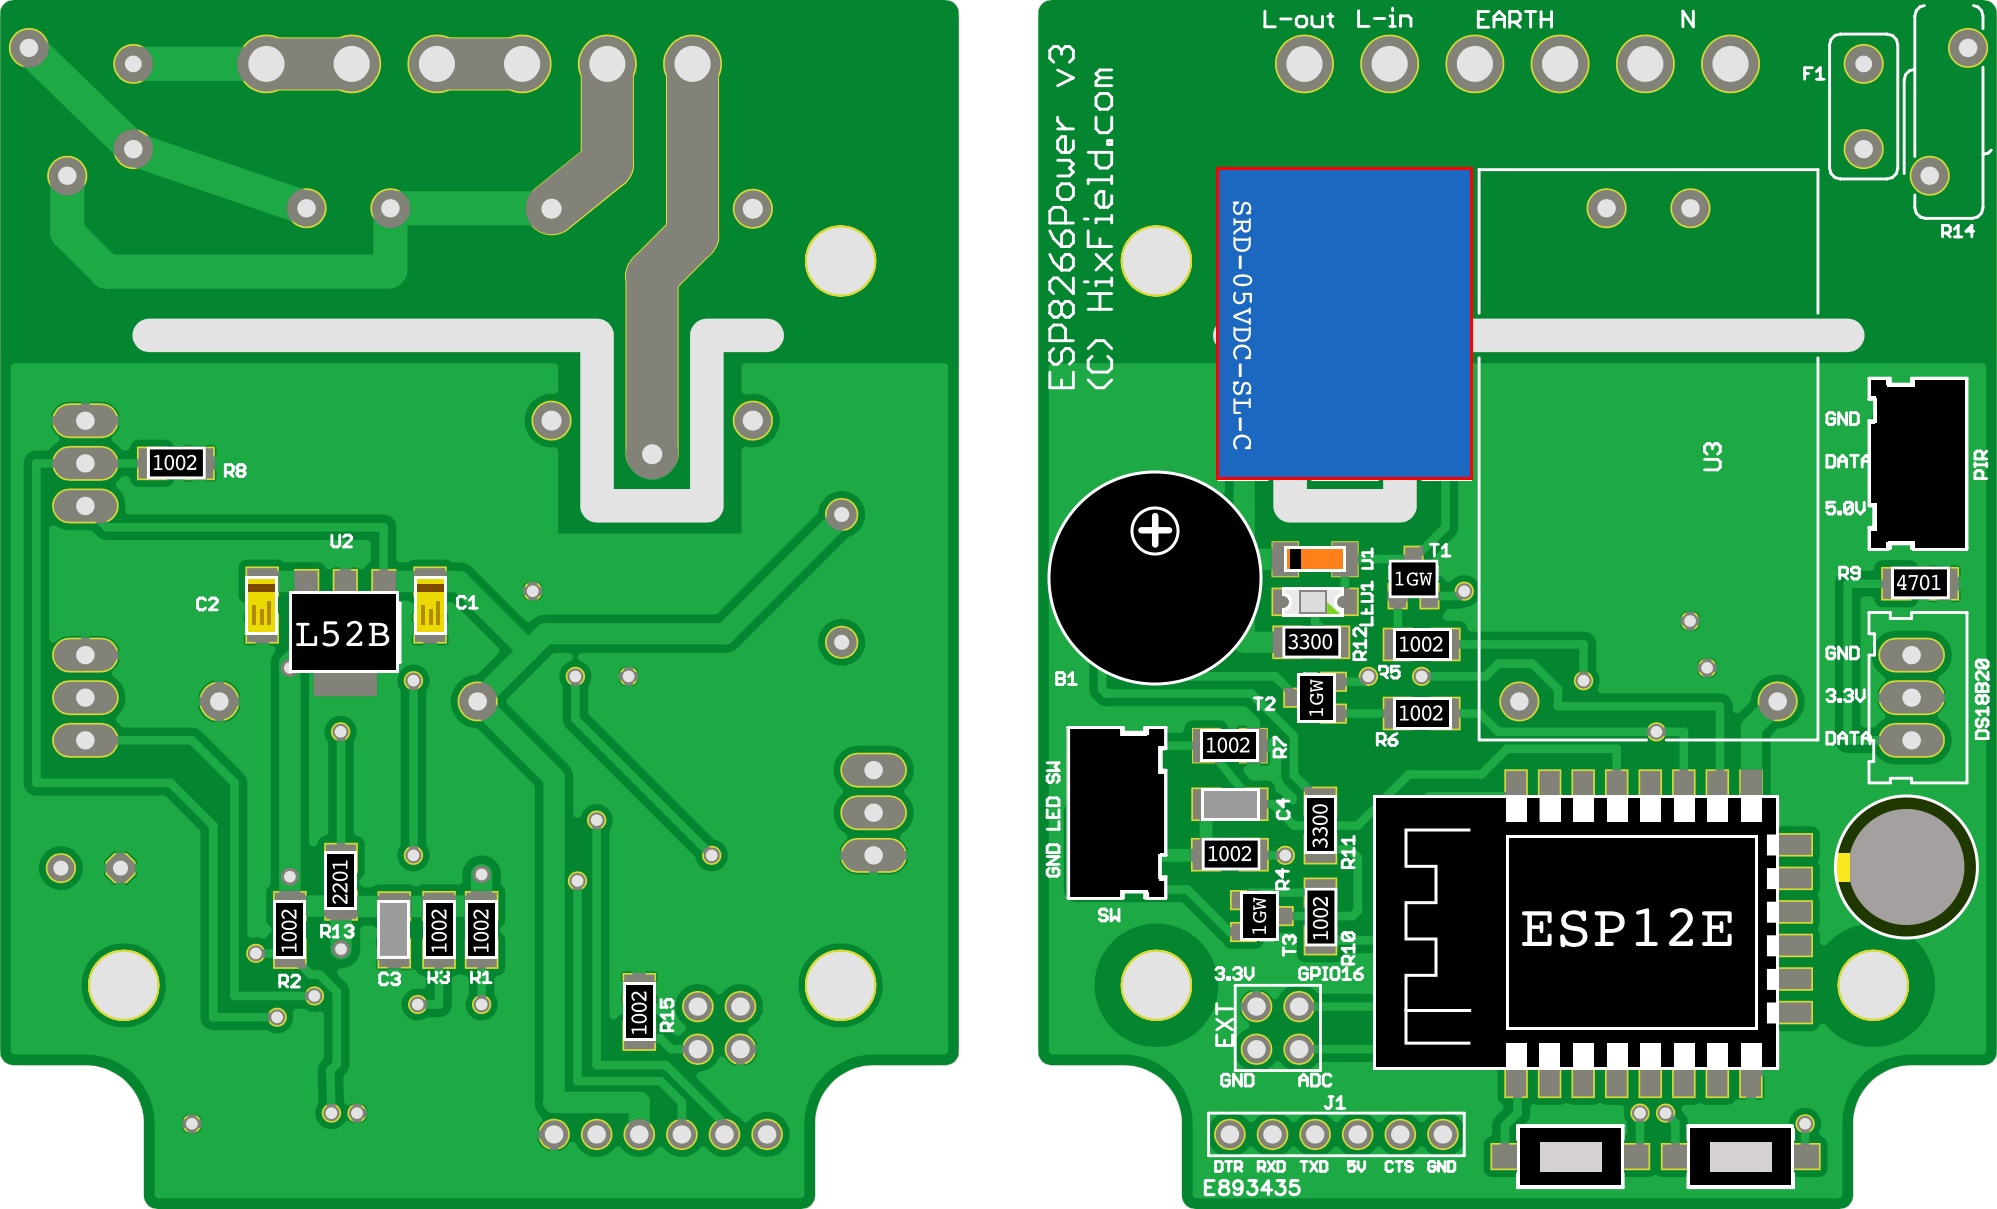 1002
R8
U2
C2
L52B
C1
2201
1002
R13
1002
1002
R2
C3
R3
R1
1002
R15
L-out
L-in
EARTH
N
ESP8266Power v3
(C) HixField.com
F1
R14
SRD-05VDC-SL-C
U3
GND
DATA
5.0V
PIR
R9
4701
GND
3.3V
DATA
DS18B20
B1
D1
T1
1GW
LED1
3300
R12
1002
R5
T2
1GW
1002
R6
1002
R7
C4
3300
R11
1002
R4
GND LED SW
SW
1GW
T3
1002
R10
ESP12E
3.3V
GPIO16
EXT
GND
ADC
J1
DTR
RXD
TXD
5V
CTS
GND
E893435